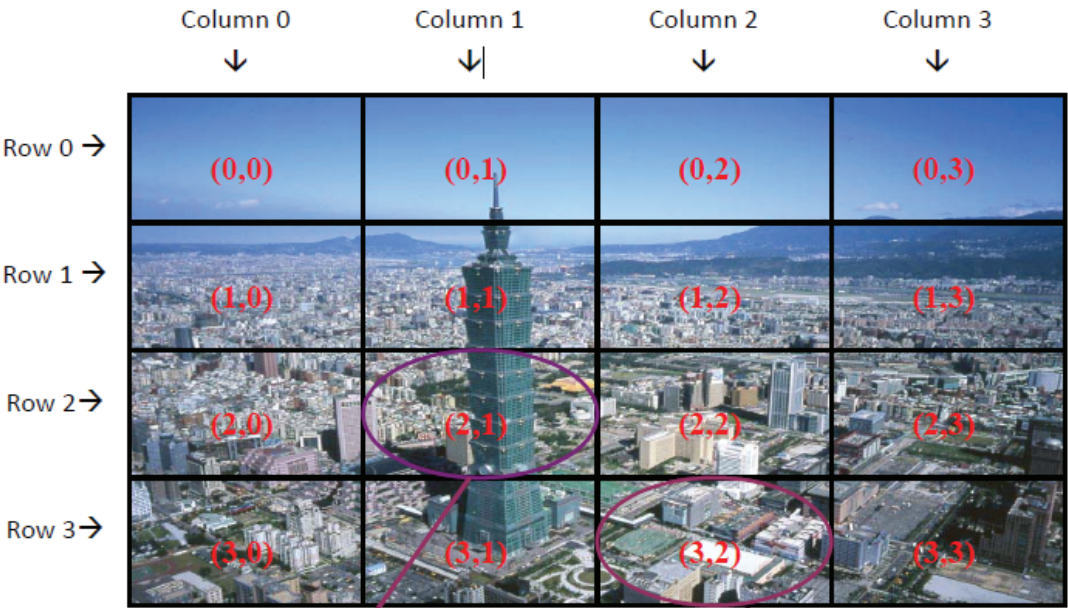 Column 0 Column 1 Column 2 Column 3
↓ ↓ ↓ ↓
Row 0 → (0,0) (0,1) (0,2) (0,3)
Row 1 → (1,0) (1,1) (1,2) (1,3)
Row 2 → (2,0) (2,1) (2,2) (2,3)
Row 3 → (3,0) (3,1) (3,2) (3,3)